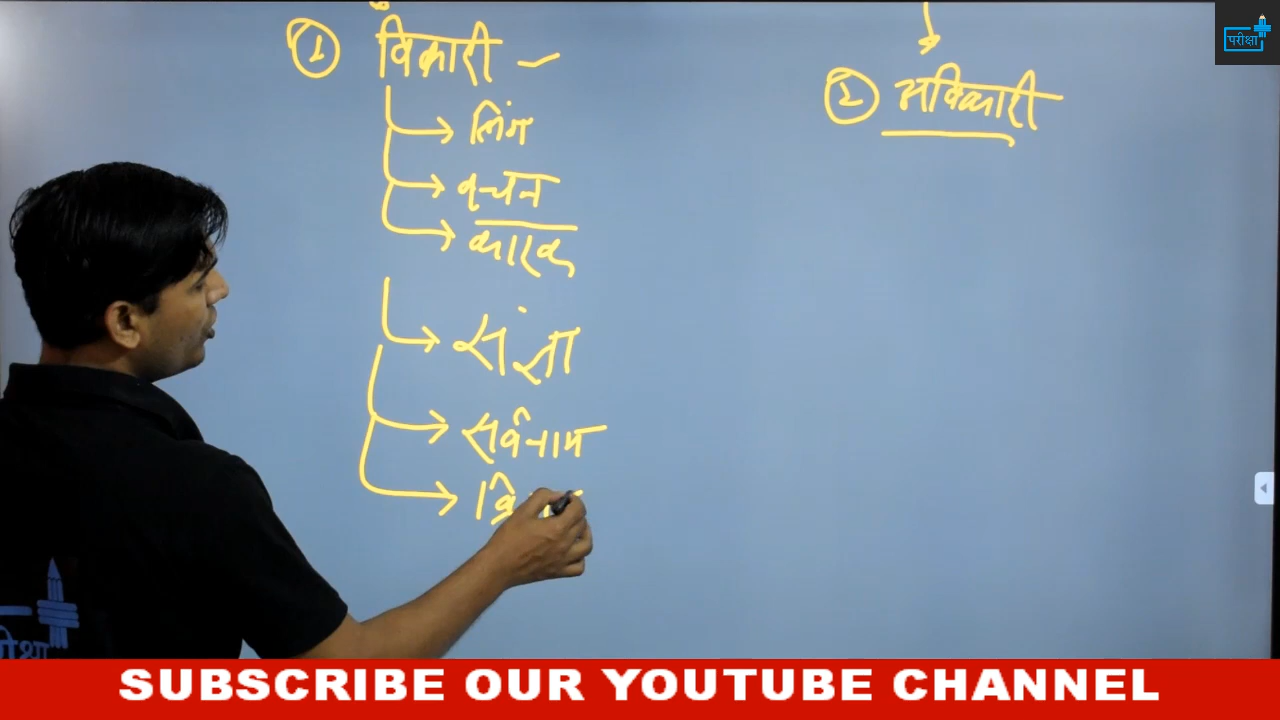 ① विकारी –
लिंग
वचन
कारक
संज्ञा
सर्वनाम
② अविकारी
परीक्षा
SUBSCRIBE OUR YOUTUBE CHANNEL